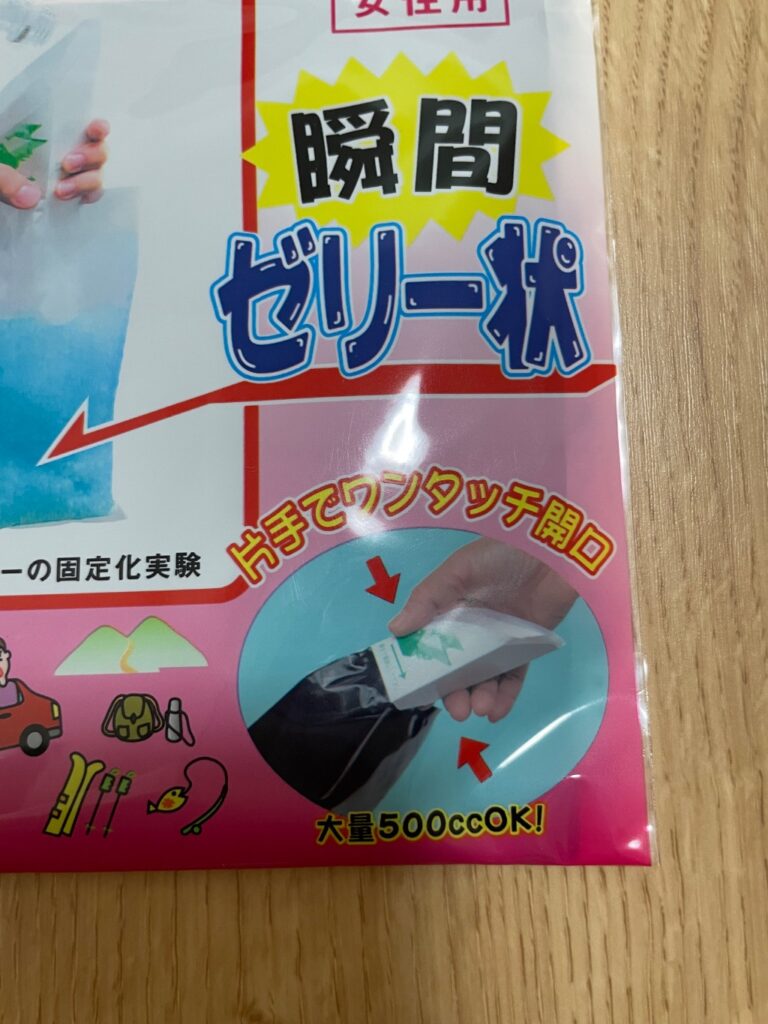 女性用
瞬間
ゼリー状
ーの固定化実験
片手でワンタッチ開口
大量500ccOK!